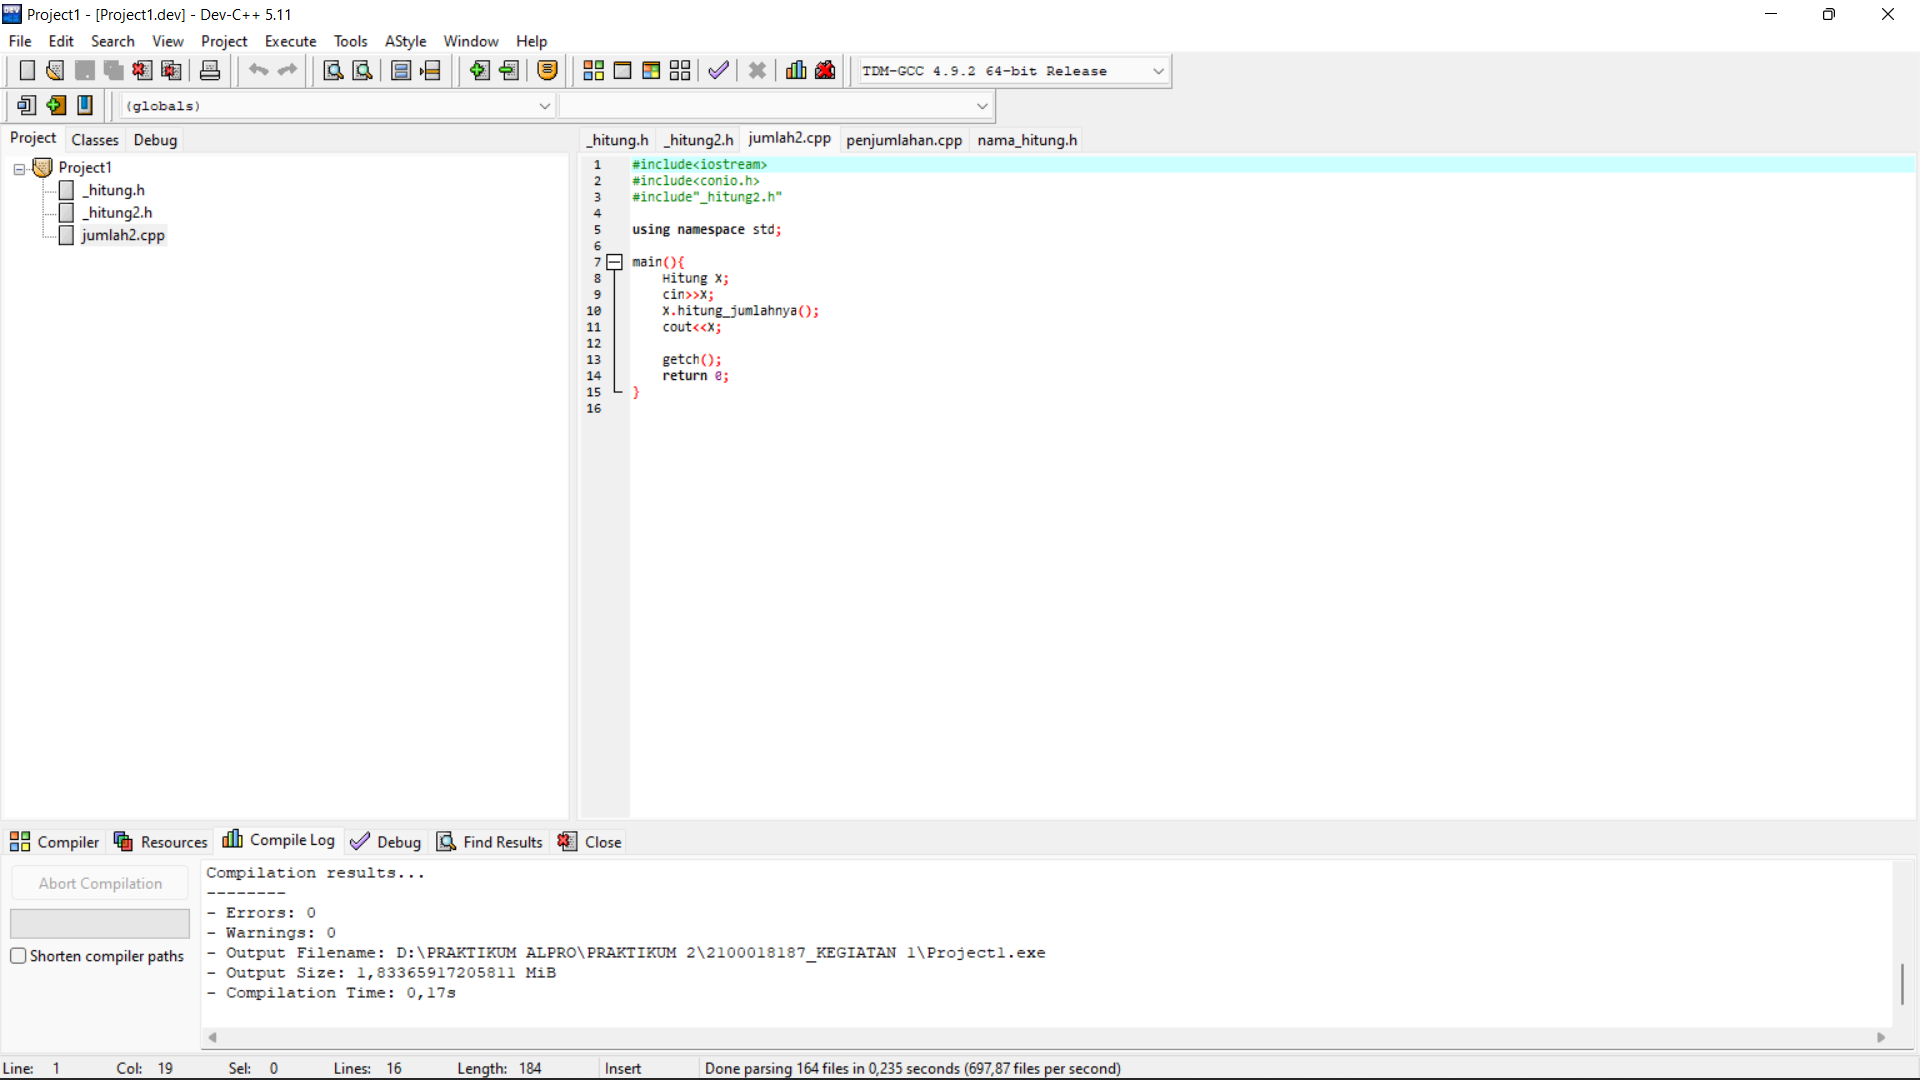 Project1 - [Project1.dev] - Dev-C++ 5.11
File Edit Search View Project Execute Tools AStyle Window Help
TDM-GCC 4.9.2 64-bit Release
(globals)
Project Classes Debug
Project1
_hitung.h
_hitung2.h
jumlah2.cpp
_hitung.h _hitung2.h jumlah2.cpp penjumlahan.cpp nama_hitung.h
1 #include<iostream>
2 #include<conio.h>
3 #include"_hitung2.h"
4
5 using namespace std;
6
7 main(){
8 Hitung X;
9 cin>>X;
10 X.hitung_jumlahnya();
11 cout<<X;
12
13 getch();
14 return 0;
15 }
16
Compiler Resources Compile Log Debug Find Results Close
Abort Compilation
Shorten compiler paths
Compilation results...
--------
- Errors: 0
- Warnings: 0
- Output Filename: D:\PRAKTIKUM ALPRO\PRAKTIKUM 2\2100018187_KEGIATAN 1\Project1.exe
- Output Size: 1,83365917205811 MiB
- Compilation Time: 0,17s
Line: 1 Col: 19 Sel: 0 Lines: 16 Length: 184 Insert Done parsing 164 files in 0,235 seconds (697,87 files per second)